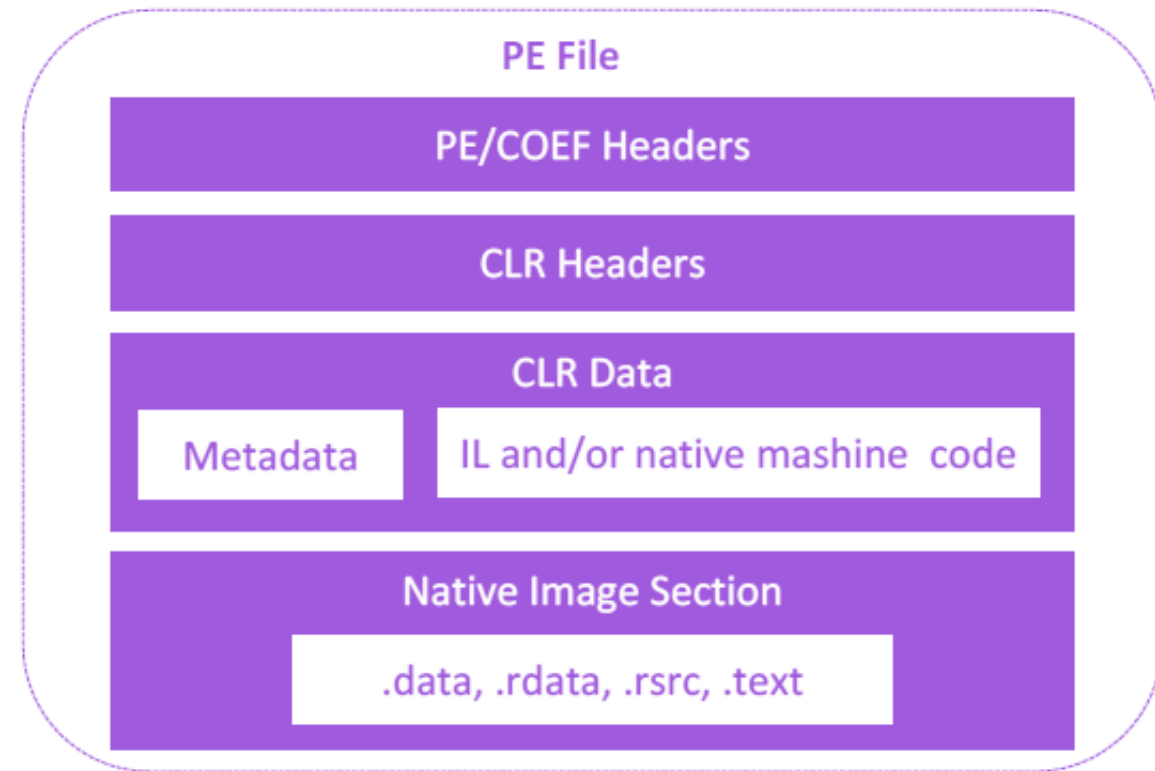 PE File
PE/COEF Headers
CLR Headers
CLR Data
Metadata
IL and/or native mashine code
Native Image Section
.data, .rdata, .rsrc, .text